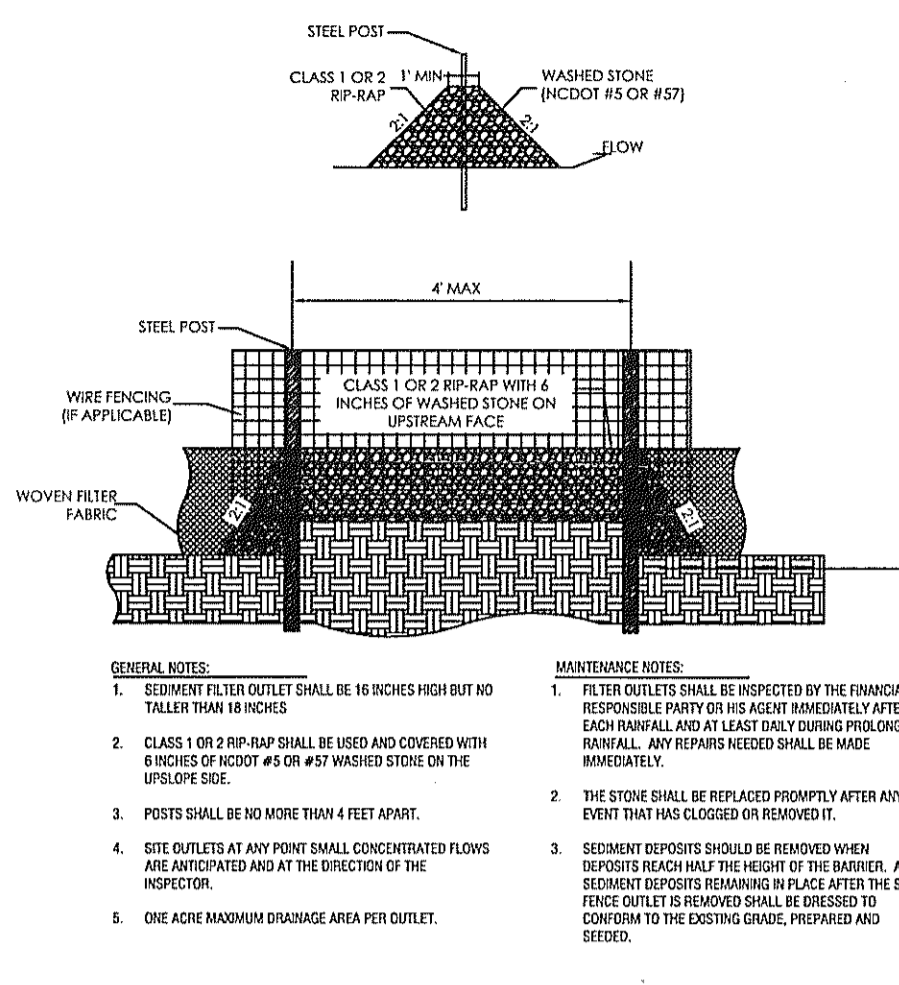 STEEL POST
CLASS 1 OR 2
RIP-RAP
1' MIN
WASHED STONE
(NCDOT #5 OR #57)
2:1
2:1
FLOW
4' MAX
STEEL POST
WIRE FENCING
(IF APPLICABLE)
CLASS 1 OR 2 RIP-RAP WITH 6
INCHES OF WASHED STONE ON
UPSTREAM FACE
WOVEN FILTER
FABRIC
2:1
2:1
GENERAL NOTES:
1. SEDIMENT FILTER OUTLET SHALL BE 16 INCHES HIGH BUT NO
TALLER THAN 18 INCHES
2. CLASS 1 OR 2 RIP-RAP SHALL BE USED AND COVERED WITH
6 INCHES OF NCDOT #5 OR #57 WASHED STONE ON THE
UPSLOPE SIDE.
3. POSTS SHALL BE NO MORE THAN 4 FEET APART.
4. SITE OUTLETS AT ANY POINT SMALL CONCENTRATED FLOWS
ARE ANTICIPATED AND AT THE DIRECTION OF THE
INSPECTOR.
5. ONE ACRE MAXIMUM DRAINAGE AREA PER OUTLET.
MAINTENANCE NOTES:
1. FILTER OUTLETS SHALL BE INSPECTED BY THE FINANCIA
RESPONSIBLE PARTY OR HIS AGENT IMMEDIATELY AFTE
EACH RAINFALL AND AT LEAST DAILY DURING PROLONG
RAINFALL. ANY REPAIRS NEEDED SHALL BE MADE
IMMEDIATELY.
2. THE STONE SHALL BE REPLACED PROMPTLY AFTER ANY
EVENT THAT HAS CLOGGED OR REMOVED IT.
3. SEDIMENT DEPOSITS SHOULD BE REMOVED WHEN
DEPOSITS REACH HALF THE HEIGHT OF THE BARRIER. A
SEDIMENT DEPOSITS REMAINING IN PLACE AFTER THE S
FENCE OUTLET IS REMOVED SHALL BE DRESSED TO
CONFORM TO THE EXISTING GRADE, PREPARED AND
SEEDED.